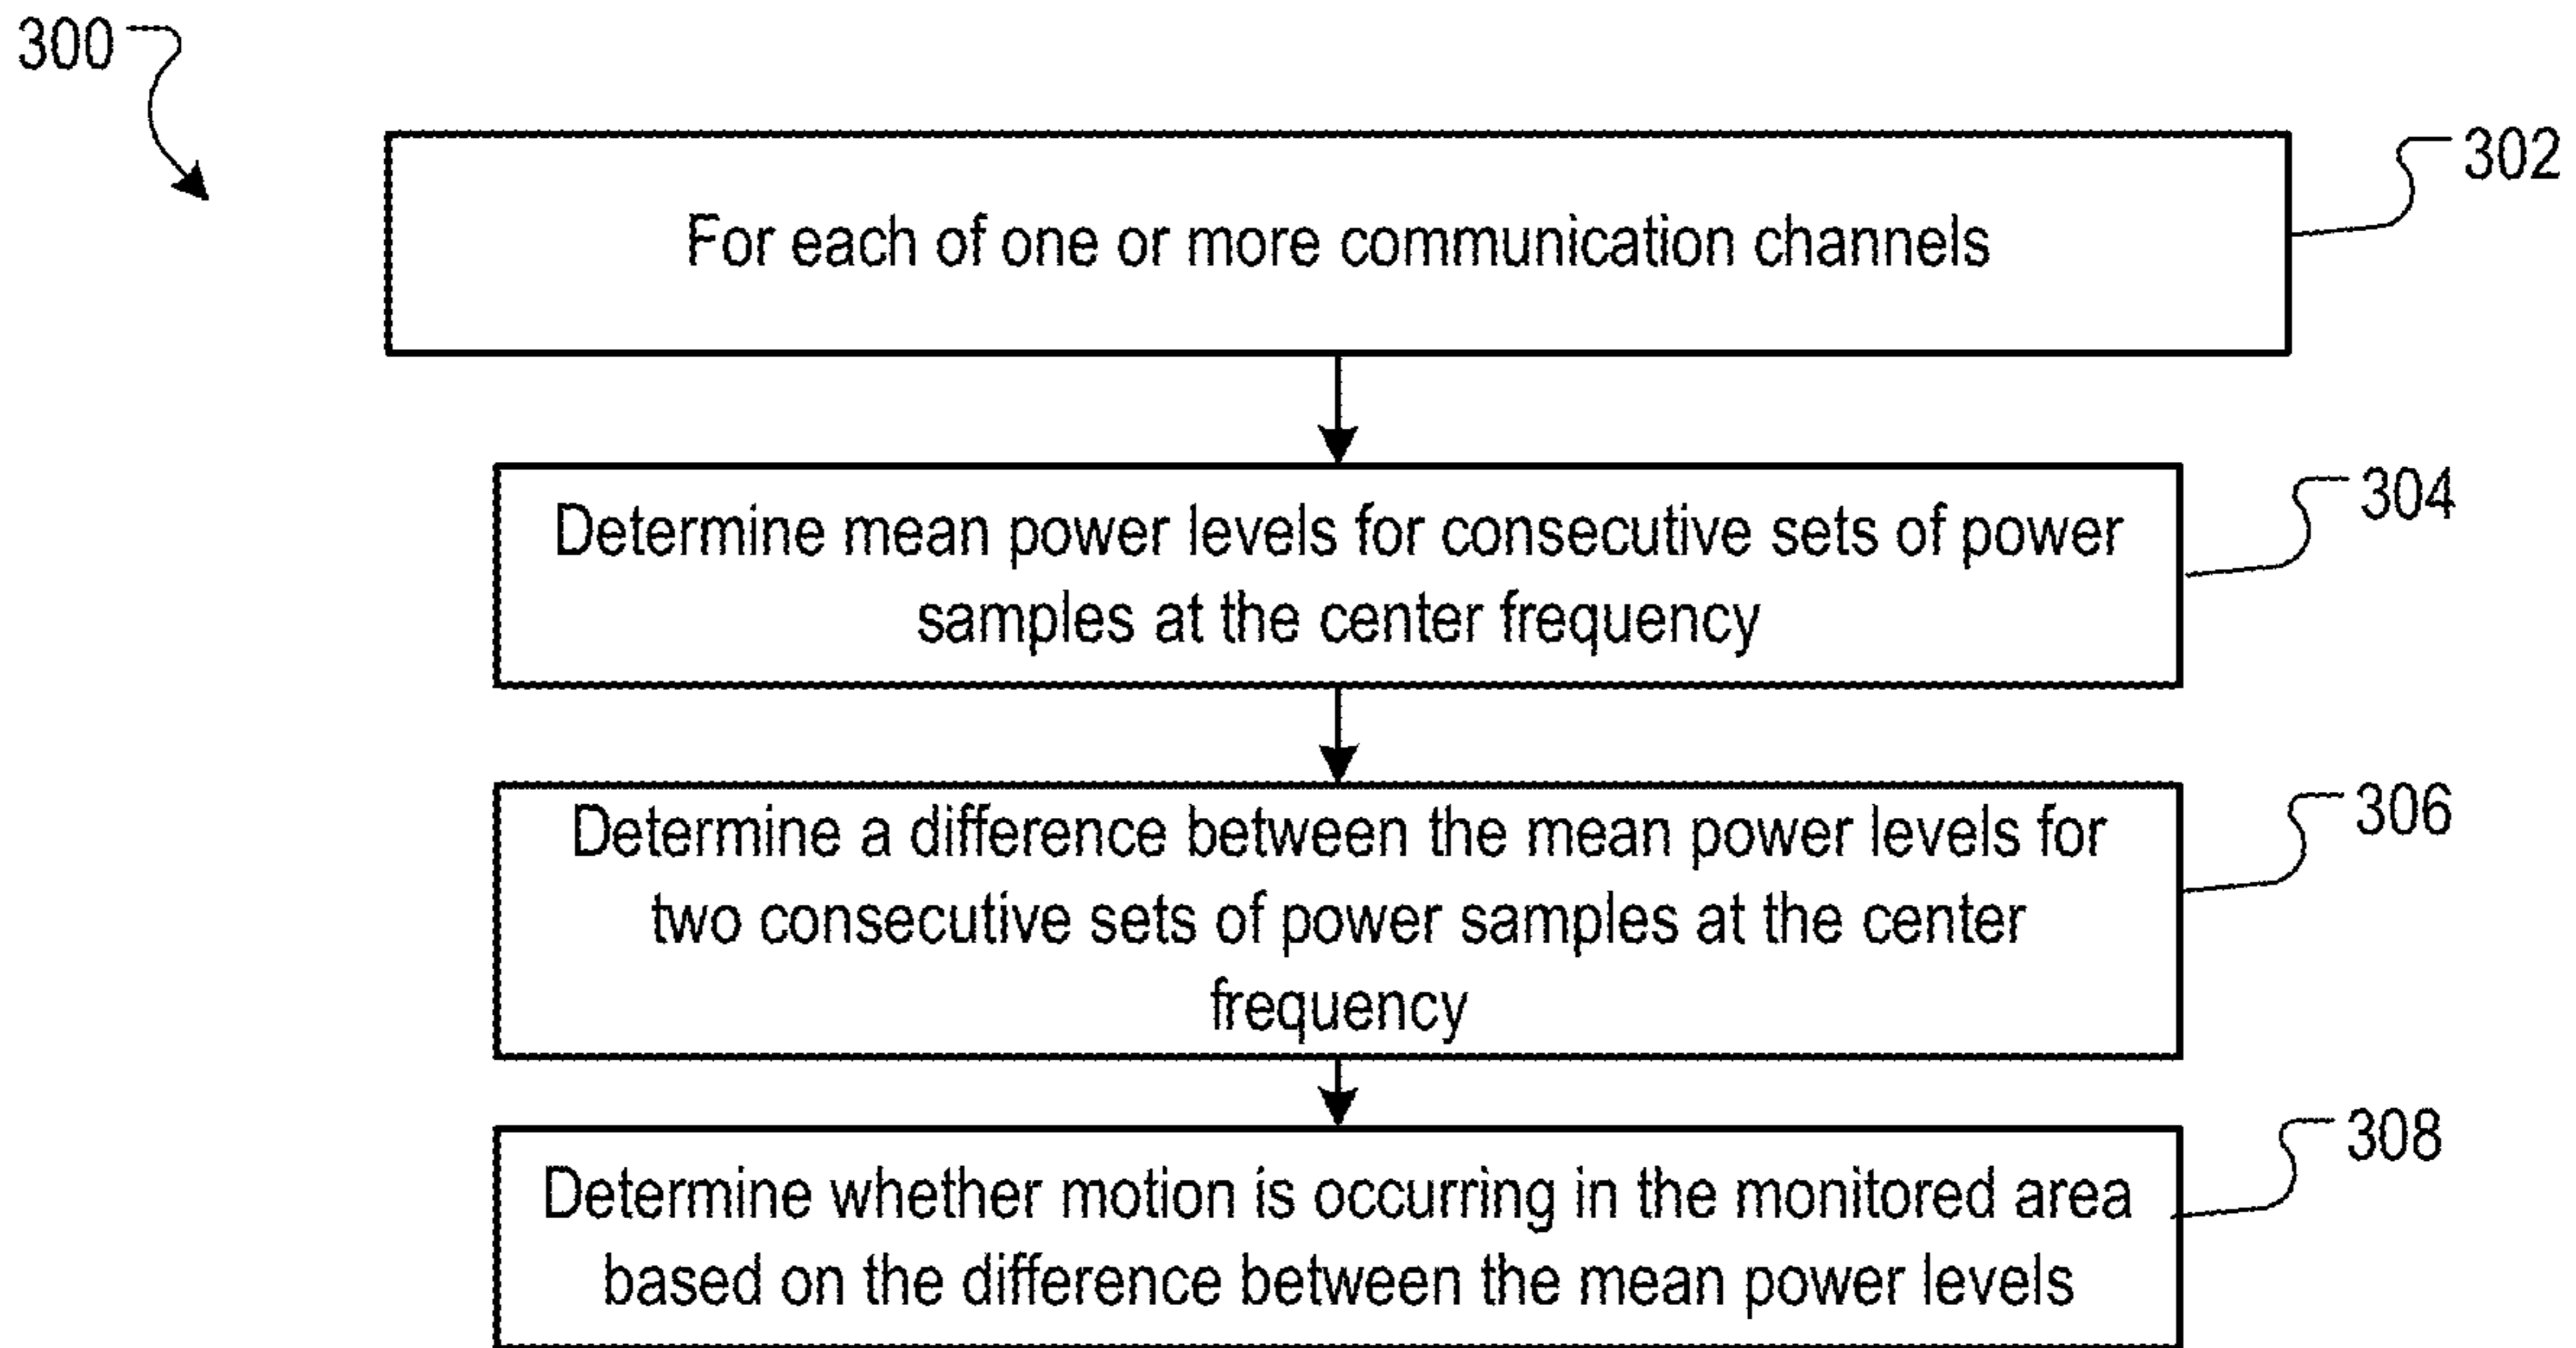 300
302
For each of one or more communication channels
304
Determine mean power levels for consecutive sets of power
samples at the center frequency
306
Determine a difference between the mean power levels for
two consecutive sets of power samples at the center
frequency
308
Determine whether motion is occurring in the monitored area
based on the difference between the mean power levels